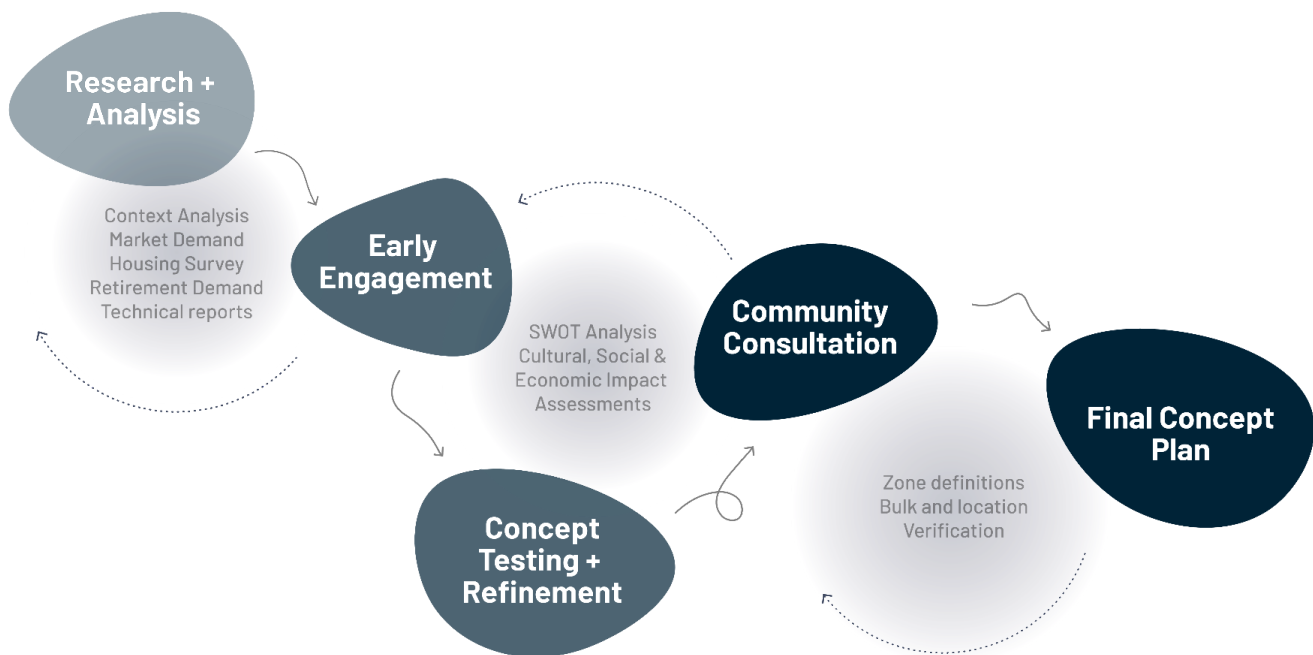 Research +
Analysis
Context Analysis
Market Demand
Housing Survey
Retirement Demand
Technical reports
Early
Engagement
SWOT Analysis
Cultural, Social &
Economic Impact
Assessments
Concept
Testing +
Refinement
Community
Consultation
Zone definitions
Bulk and location
Verification
Final Concept
Plan